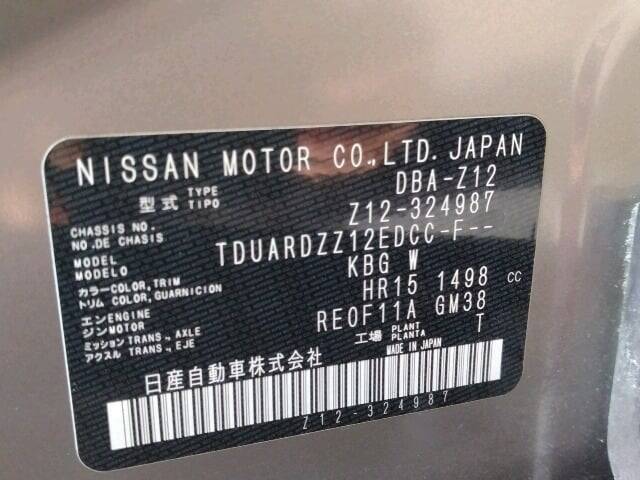 NISSAN MOTOR CO.,LTD. JAPAN
型式 TYPE TIPO DBA-Z12
CHASSIS NO. NO.DE CHASIS Z12-324987
MODEL MODELO TDUARDZZ12EDCC-F--
カラー COLOR,TRIM トリム COLOR,GUARNICION KBG W
エンジン ENGINE MOTOR HR15 1498 CC
ミッション TRANS.,AXLE アクスル TRANS.,EJE RE0F11A GM38
工場 PLANT PLANTA T
日産自動車株式会社 MADE IN JAPAN
Z12-324987